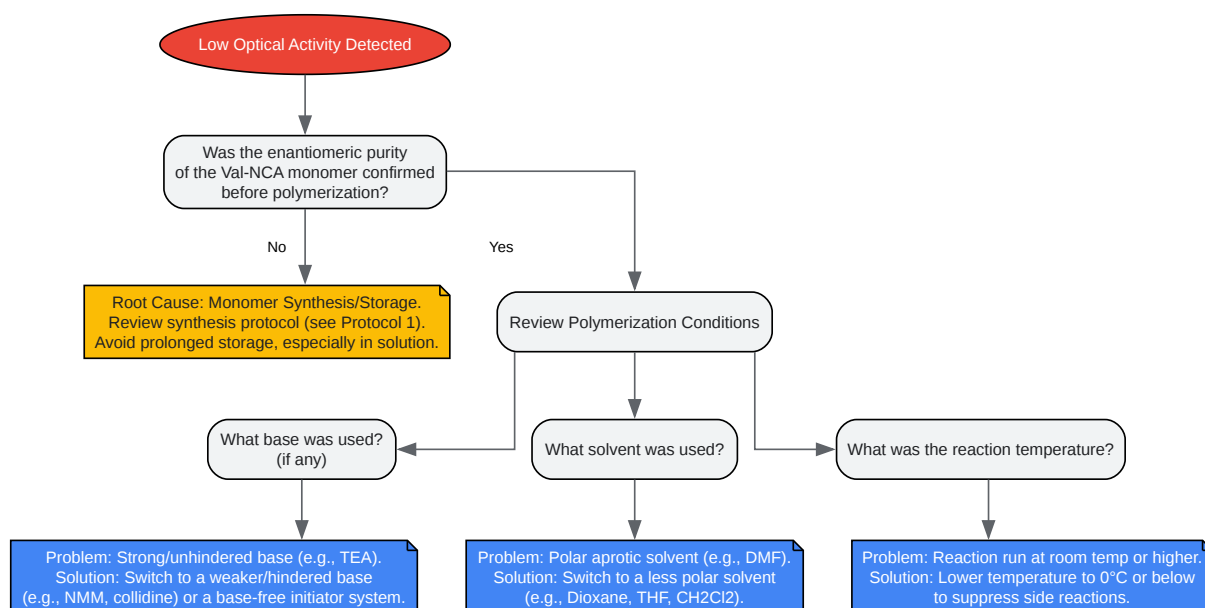 Low Optical Activity Detected
Was the enantiomeric purity
of the Val-NCA monomer confirmed
before polymerization?
No
Yes
Root Cause: Monomer Synthesis/Storage.
Review synthesis protocol (see Protocol 1).
Avoid prolonged storage, especially in solution.
Review Polymerization Conditions
What base was used?
(if any)
What solvent was used?
What was the reaction temperature?
Problem: Strong/unhindered base (e.g., TEA).
Solution: Switch to a weaker/hindered base
(e.g., NMM, collidine) or a base-free initiator system.
Problem: Polar aprotic solvent (e.g., DMF).
Solution: Switch to a less polar solvent
(e.g., Dioxane, THF, CH2Cl2).
Problem: Reaction run at room temp or higher.
Solution: Lower temperature to 0°C or below
to suppress side reactions.